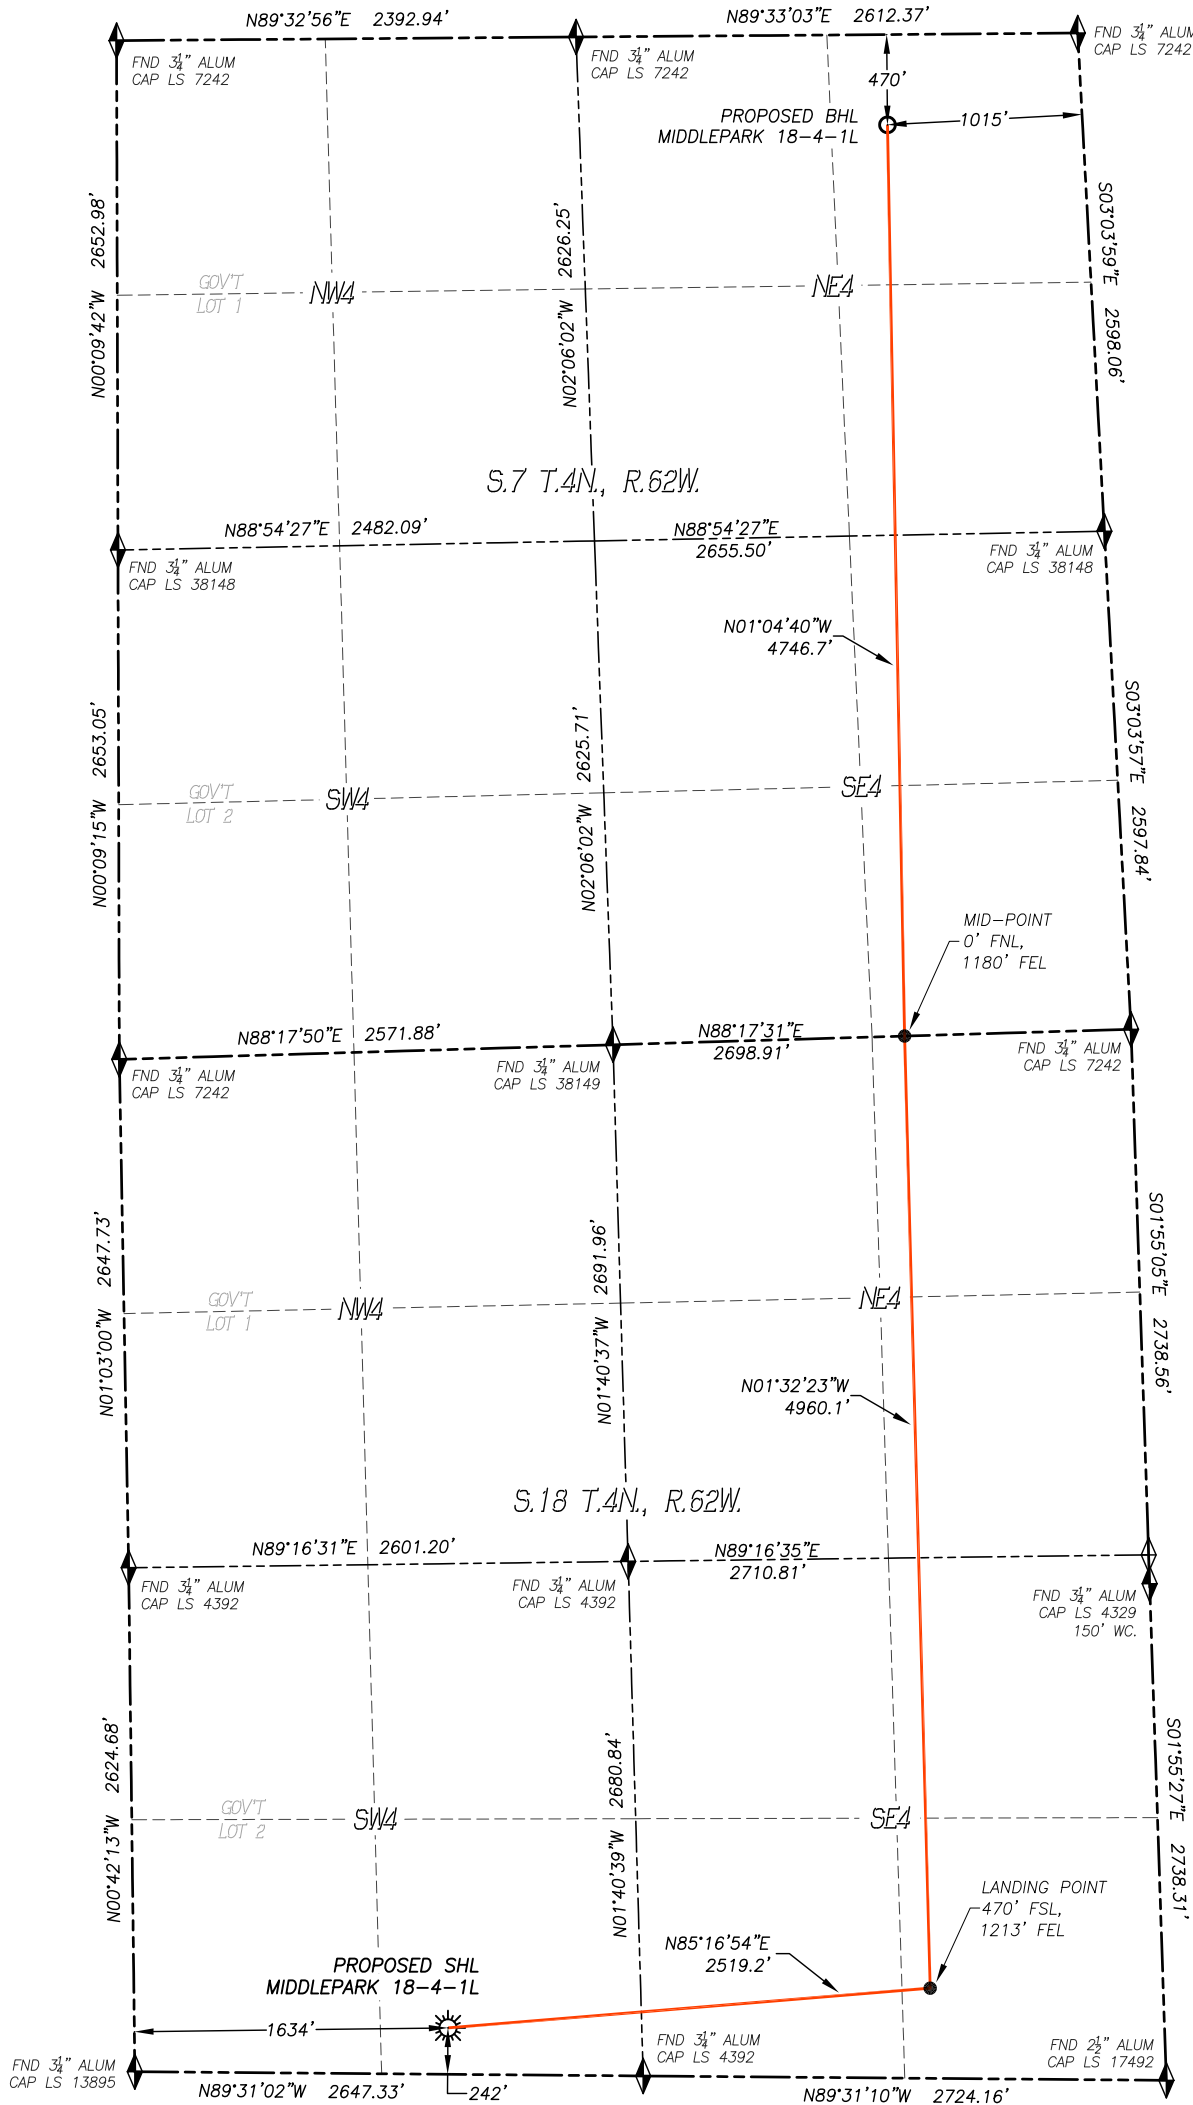 N89°32'56"E 2392.94'
N89°33'03"E 2612.37'
FND 3¼" ALUM
CAP LS 7242
FND 3¼" ALUM
CAP LS 7242
FND 3¼" ALUM
CAP LS 7242
470'
PROPOSED BHL
MIDDLEPARK 18-4-1L
1015'
N00°09'42"W 2652.98'
N02°06'02"W 2626.25'
S03°03'59"E 2598.06'
GOV'T
LOT 1
NW4
NE4
S.7 T.4N., R.62W.
N88°54'27"E 2482.09'
N88°54'27"E
2655.50'
FND 3¼" ALUM
CAP LS 38148
FND 3¼" ALUM
CAP LS 38148
N01°04'40"W
4746.7'
N00°09'15"W 2653.05'
N02°06'02"W 2625.71'
S03°03'57"E 2597.84'
GOV'T
LOT 2
SW4
SE4
MID-POINT
0' FNL,
1180' FEL
N88°17'50"E 2571.88'
N88°17'31"E
2698.91'
FND 3¼" ALUM
CAP LS 7242
FND 3¼" ALUM
CAP LS 38149
FND 3¼" ALUM
CAP LS 7242
N01°03'00"W 2647.73'
N01°40'37"W 2691.96'
S01°55'05"E 2738.56'
GOV'T
LOT 1
NW4
NE4
N01°32'23"W
4960.1'
S.18 T.4N., R.62W.
N89°16'31"E 2601.20'
N89°16'35"E
2710.81'
FND 3¼" ALUM
CAP LS 4392
FND 3¼" ALUM
CAP LS 4392
FND 3¼" ALUM
CAP LS 4329
150' WC.
N00°42'13"W 2624.68'
N01°40'39"W 2680.84'
S01°55'27"E 2738.31'
GOV'T
LOT 2
SW4
SE4
LANDING POINT
470' FSL,
1213' FEL
N85°16'54"E
2519.2'
PROPOSED SHL
MIDDLEPARK 18-4-1L
1634'
242'
FND 3¼" ALUM
CAP LS 13895
FND 3¼" ALUM
CAP LS 4392
FND 2½" ALUM
CAP LS 17492
N89°31'02"W 2647.33'
N89°31'10"W 2724.16'